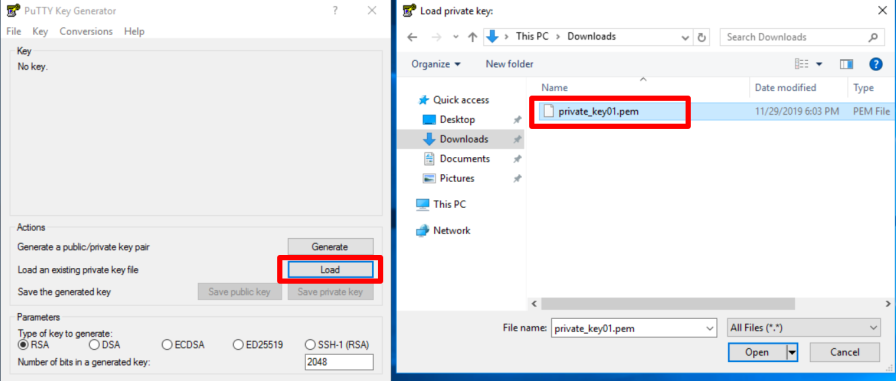 PuTTY Key Generator
?
File Key Conversions Help
Key
No key.
Actions
Generate a public/private key pair
Generate
Load an existing private key file
Load
Save the generated key
Save public key
Save private key
Parameters
Type of key to generate:
RSA DSA ECDSA ED25519 SSH-1 (RSA)
Number of bits in a generated key:
2048
Load private key:
This PC > Downloads
Search Downloads
Organize
New folder
?
Name Date modified Type
Quick access
Desktop
Downloads
Documents
Pictures
This PC
Network
private_key01.pem 11/29/2019 6:03 PM PEM File
File name:
private_key01.pem
All Files (*.*)
Open
Cancel